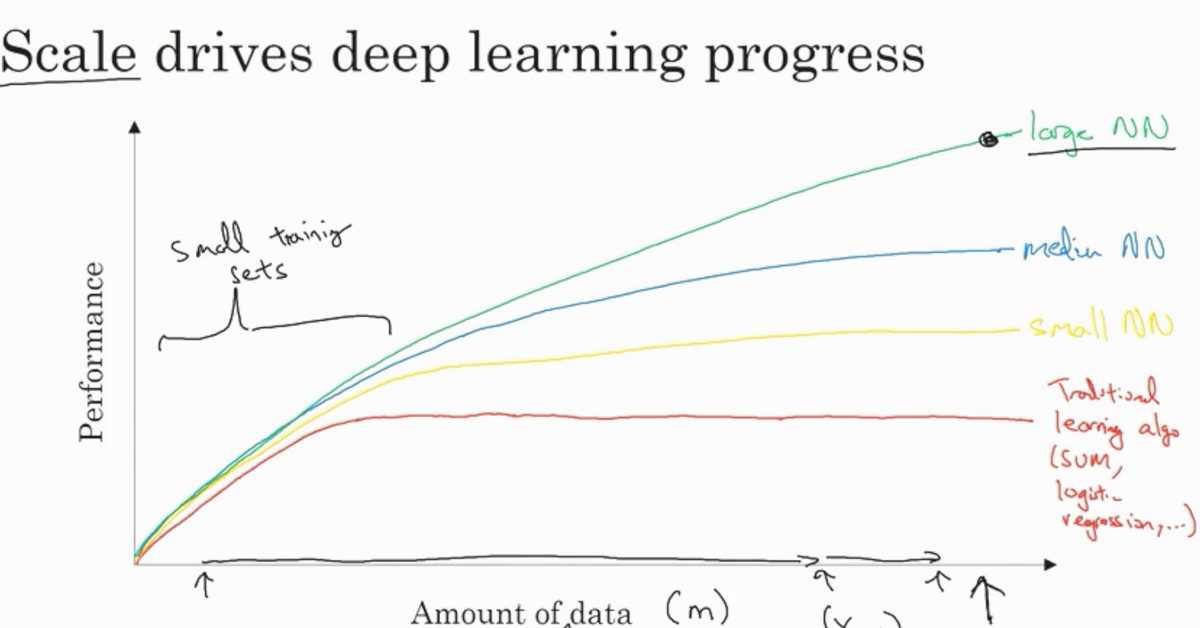 Scale drives deep learning progress
large NN
small training
sets
medium NN
Performance
small NN
Traditional
learning algo
(SVM,
logistic
regression,...)
Amount of data (m)